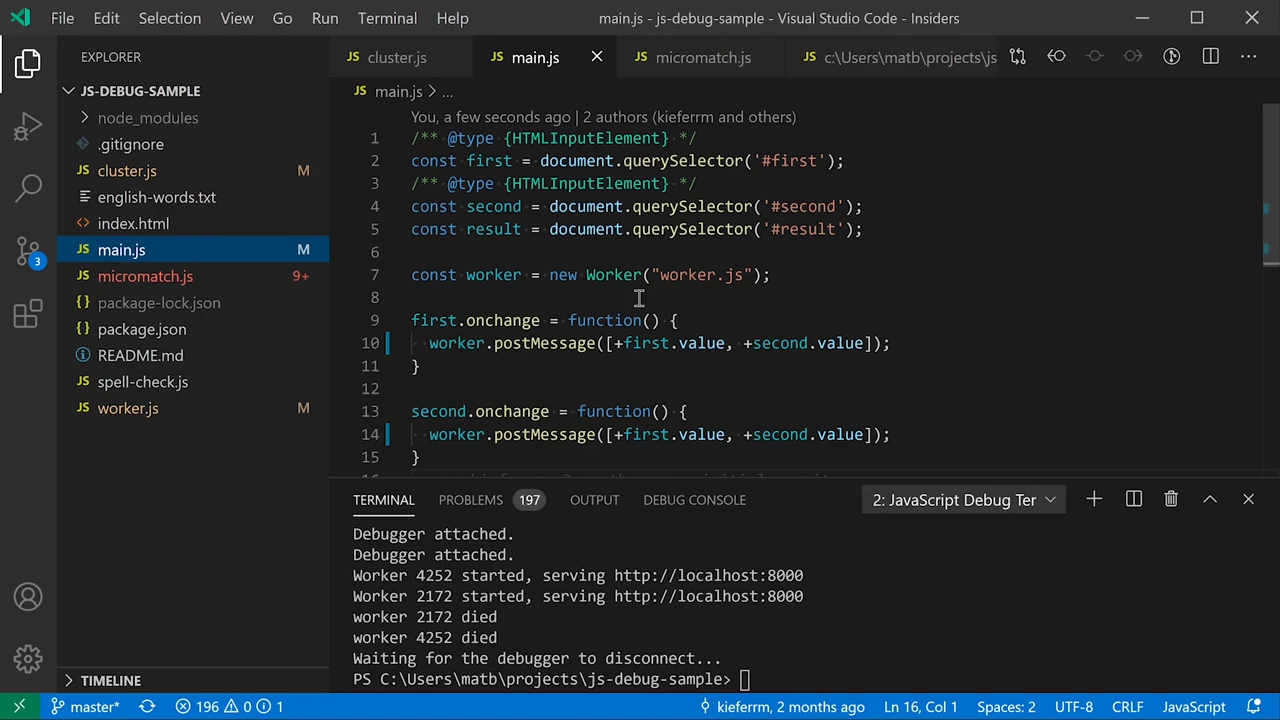 File Edit Selection View Go Run Terminal Help main.js - js-debug-sample - Visual Studio Code - Insiders
EXPLORER
JS-DEBUG-SAMPLE
node_modules
.gitignore
JS cluster.js M
english-words.txt
<> index.html
JS main.js M
JS micromatch.js 9+
{} package-lock.json
{} package.json
README.md
JS spell-check.js
JS worker.js M
TIMELINE
3
JS cluster.js JS main.js JS micromatch.js JS c:\Users\matb\projects\js
JS main.js > ...
You, a few seconds ago | 2 authors (kieferrm and others)
1 /** @type {HTMLInputElement} */
2 const first = document.querySelector('#first');
3 /** @type {HTMLInputElement} */
4 const second = document.querySelector('#second');
5 const result = document.querySelector('#result');
6
7 const worker = new Worker("worker.js");
8
9 first.onchange = function() {
10 worker.postMessage([+first.value, +second.value]);
11 }
12
13 second.onchange = function() {
14 worker.postMessage([+first.value, +second.value]);
15 }
TERMINAL PROBLEMS 197 OUTPUT DEBUG CONSOLE 2: JavaScript Debug Ter
Debugger attached.
Debugger attached.
Worker 4252 started, serving http://localhost:8000
Worker 2172 started, serving http://localhost:8000
worker 2172 died
worker 4252 died
Waiting for the debugger to disconnect...
PS C:\Users\matb\projects\js-debug-sample>
master* 196 0 1 kieferrm, 2 months ago Ln 16, Col 1 Spaces: 2 UTF-8 CRLF JavaScript